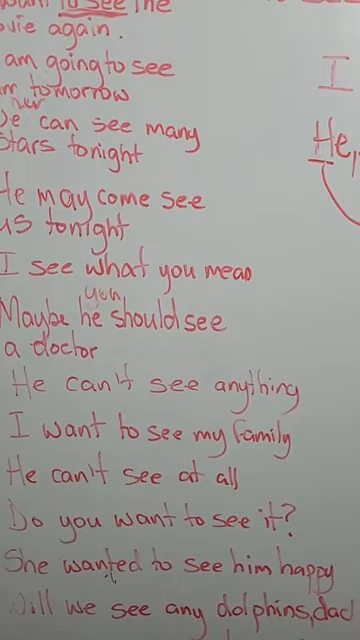 want to see the
ovie again.
I
am going to see
m tomorrow
her
He,
e can see many
Stars tonight
He may come see
us tonight
I see what you mean
you
Maybe he should see
a doctor
He can't see anything
I want to see my family
He can't see at all
Do you want to see it?
She wanted to see him happy
Will we see any dolphins, dad